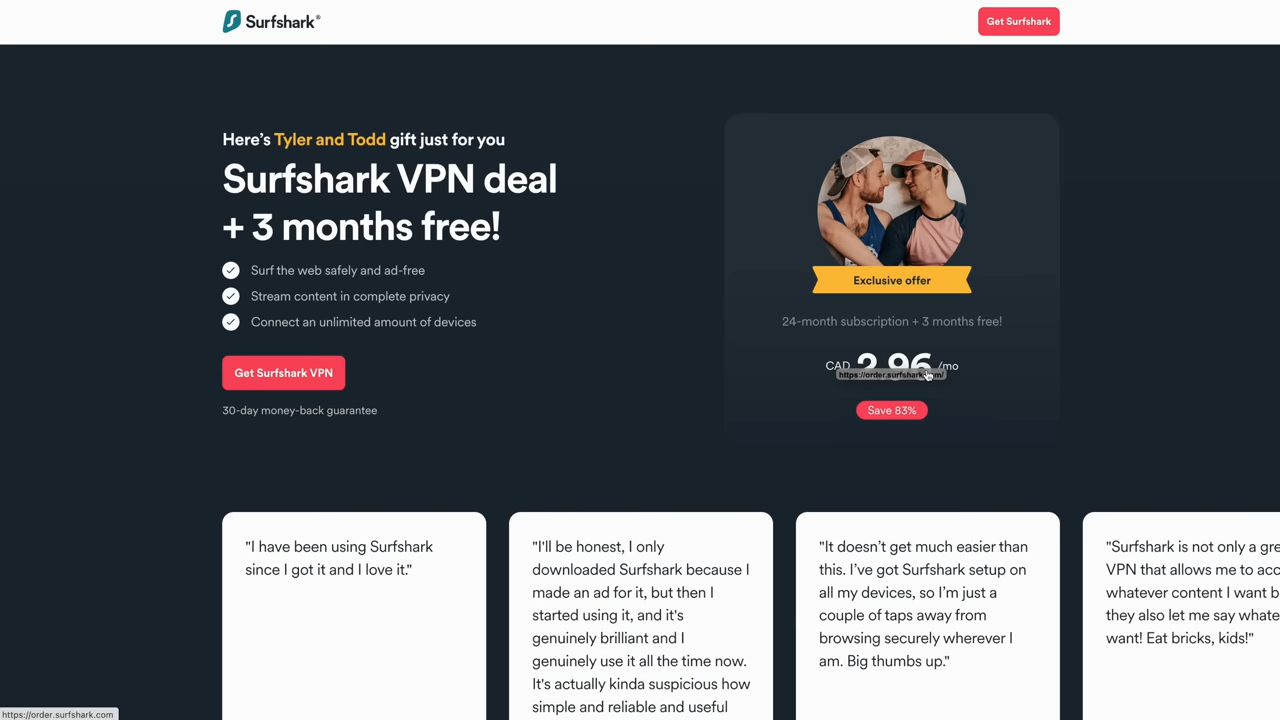 Surfshark®
Get Surfshark
Here's Tyler and Todd gift just for you
Surfshark VPN deal
+ 3 months free!
Surf the web safely and ad-free
Stream content in complete privacy
Connect an unlimited amount of devices
Get Surfshark VPN
30-day money-back guarantee
Exclusive offer
24-month subscription + 3 months free!
CAD 2.96 /mo
https://order.surfshark.com/
Save 83%
"I have been using Surfshark
since I got it and I love it."
"I'll be honest, I only
downloaded Surfshark because I
made an ad for it, but then I
started using it, and it's
genuinely brilliant and I
genuinely use it all the time now.
It's actually kinda suspicious how
simple and reliable and useful
"It doesn't get much easier than
this. I've got Surfshark setup on
all my devices, so I'm just a
couple of taps away from
browsing securely wherever I
am. Big thumbs up."
"Surfshark is not only a gre
VPN that allows me to acc
whatever content I want b
they also let me say whate
want! Eat bricks, kids!"
https://order.surfshark.com